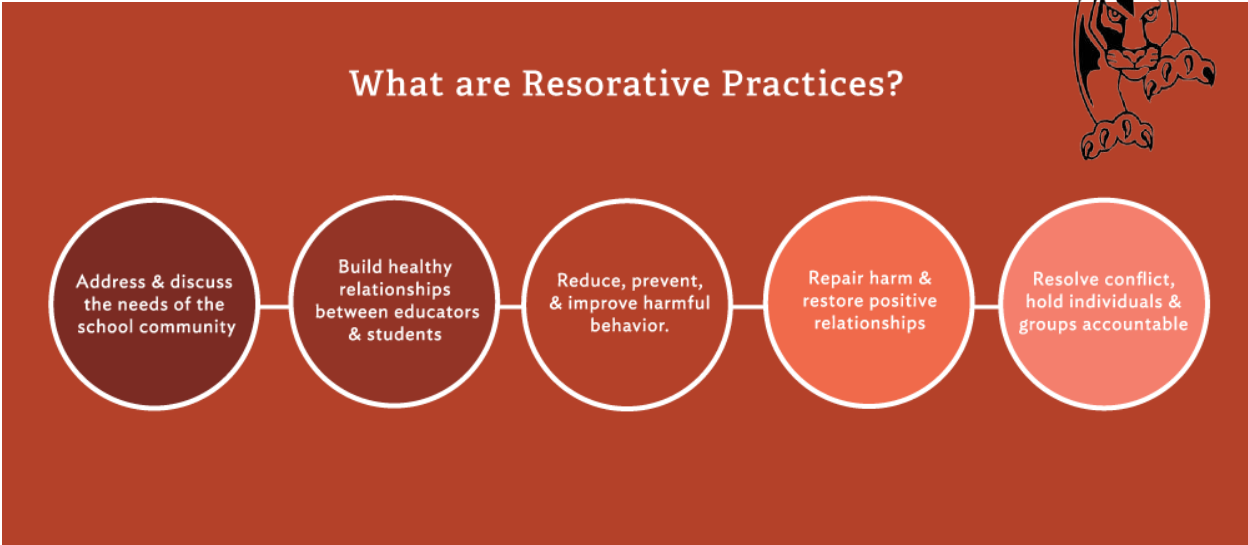 What are Resorative Practices?
Address & discuss
the needs of the
school community
Build healthy
relationships
between educators
& students
Reduce, prevent,
& improve harmful
behavior.
Repair harm &
restore positive
relationships
Resolve conflict,
hold individuals &
groups accountable